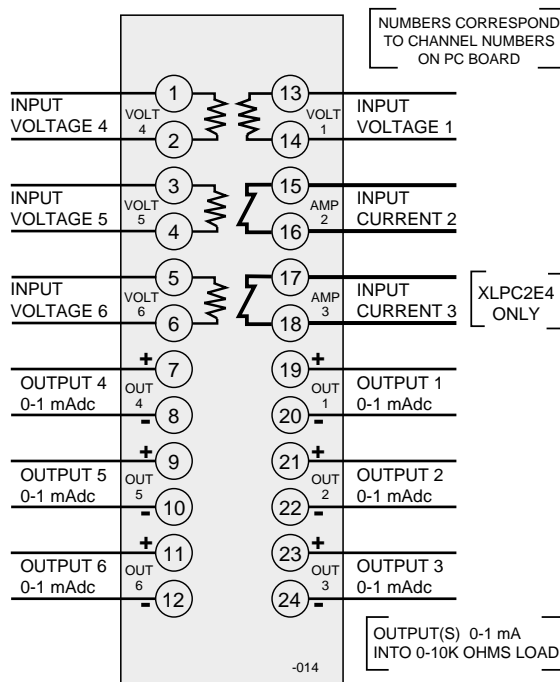 NUMBERS CORRESPOND
TO CHANNEL NUMBERS
ON PC BOARD
INPUT
VOLTAGE 4
VOLT
4
1
2
13
14
VOLT
1
INPUT
VOLTAGE 1
INPUT
VOLTAGE 5
VOLT
5
3
4
15
16
AMP
2
INPUT
CURRENT 2
INPUT
VOLTAGE 6
VOLT
6
5
6
17
18
AMP
3
INPUT
CURRENT 3
XLPC2E4
ONLY
OUTPUT 4
0-1 mAdc
OUT
4
+
7
-
8
19
+
20
-
OUT
1
OUTPUT 1
0-1 mAdc
OUTPUT 5
0-1 mAdc
OUT
5
+
9
-
10
21
+
22
-
OUT
2
OUTPUT 2
0-1 mAdc
OUTPUT 6
0-1 mAdc
OUT
6
+
11
-
12
23
+
24
-
OUT
3
OUTPUT 3
0-1 mAdc
OUTPUT(S) 0-1 mA
INTO 0-10K OHMS LOAD
-014